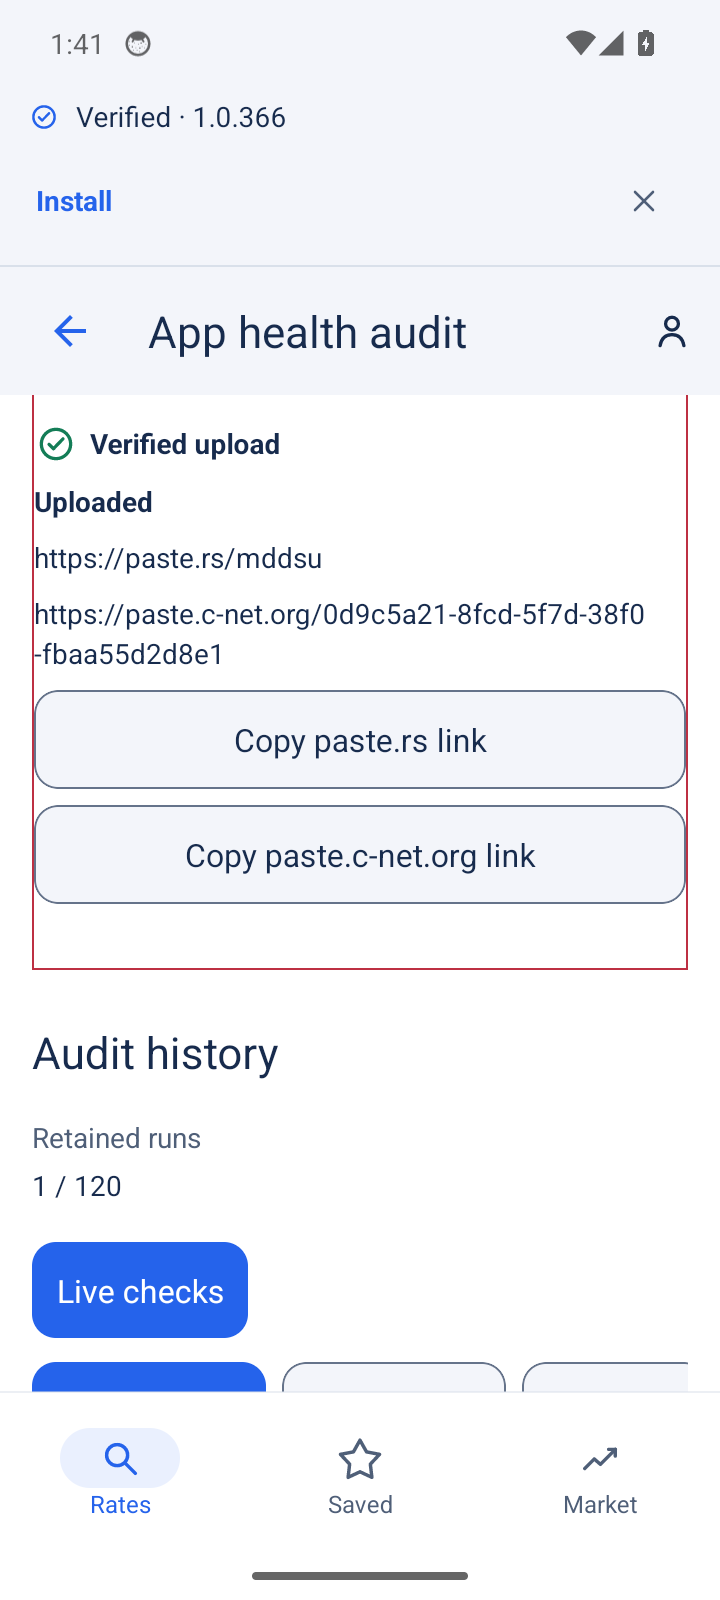 1:41
Verified · 1.0.366
Install
App health audit
Verified upload
Uploaded
https://paste.rs/mddsu
https://paste.c-net.org/0d9c5a21-8fcd-5f7d-38f0
-fbaa55d2d8e1
Copy paste.rs link
Copy paste.c-net.org link
Audit history
Retained runs
1 / 120
Live checks
Rates
Saved
Market